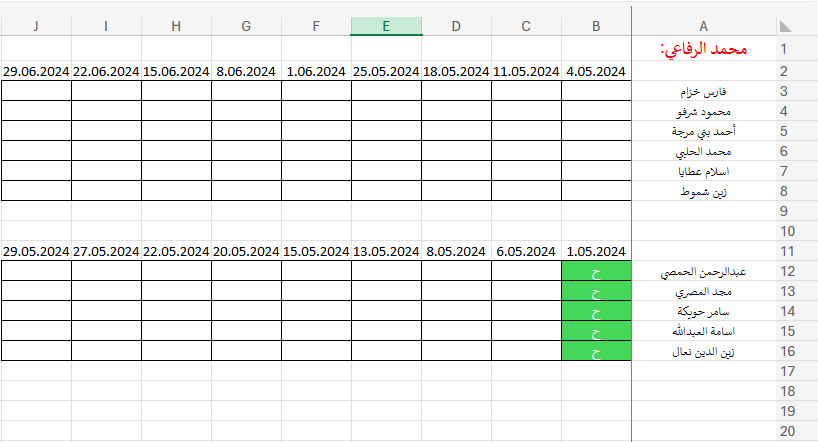 A B C D E F G H I J
1 محمد الرفاعي:
2 4.05.2024 11.05.2024 18.05.2024 25.05.2024 1.06.2024 8.06.2024 15.06.2024 22.06.2024 29.06.2024
3 فارس خزام
4 محمود شرفو
5 أحمد بني مرجة
6 محمد الحلبي
7 اسلام عطايا
8 زين شموط
9
10
11 1.05.2024 6.05.2024 8.05.2024 13.05.2024 15.05.2024 20.05.2024 22.05.2024 27.05.2024 29.05.2024
12 عبدالرحمن الحمصي ح
13 مجد المصري ح
14 سامر حويكة ح
15 اسامة العبدالله ح
16 زين الدين نعال ح
17
18
19
20